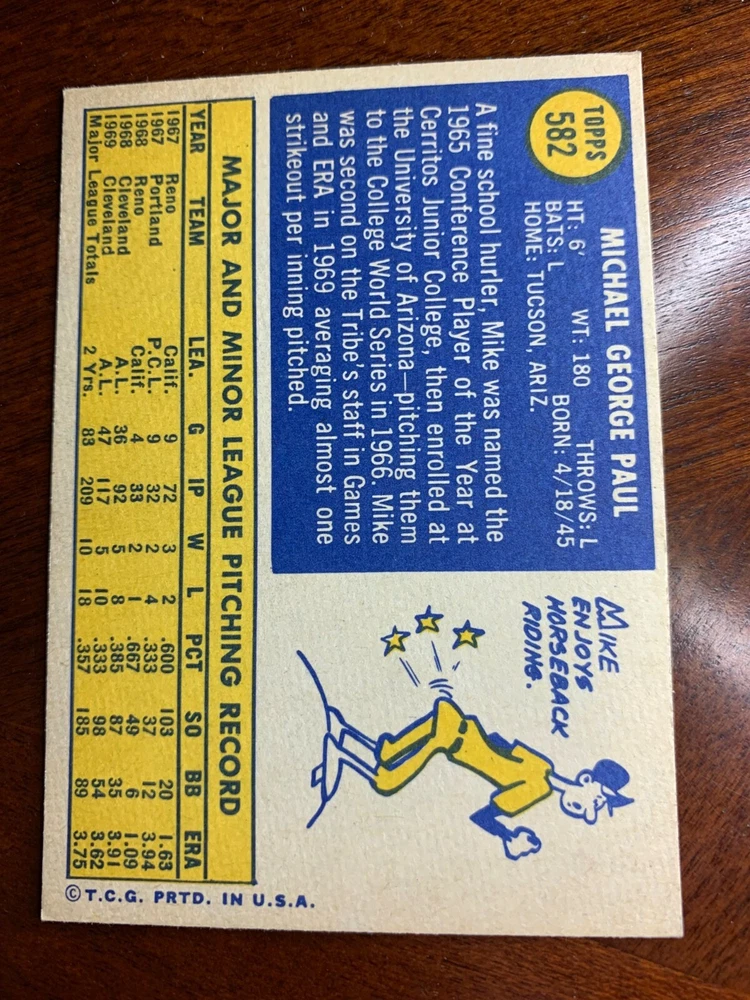 TOPPS
582
MICHAEL GEORGE PAUL
HT: 6' WT: 180 THROWS: L
BATS: L BORN: 4/18/45
HOME: TUCSON, ARIZ.
A fine school hurler, Mike was named the
1965 Conference Player of the Year at
Cerritos Junior College, then enrolled at
the University of Arizona—pitching them
to the College World Series in 1966. Mike
was second on the Tribe's staff in Games
and ERA in 1969 averaging almost one
strikeout per inning pitched.
MIKE
ENJOYS
HORSEBACK
RIDING.
MAJOR AND MINOR LEAGUE PITCHING RECORD
YEAR TEAM LEA. G IP W L PCT SO BB ERA
1967 Reno Calif. 9 72 3 2 .600 103 20 1.63
1967 Portland P.C.L. 9 32 2 4 .333 37 12 3.94
1968 Reno Calif. 4 33 2 1 .667 49 6 1.09
1968 Cleveland A.L. 36 92 5 8 .385 87 35 3.91
1969 Cleveland A.L. 47 117 5 10 .333 98 54 3.62
Major League Totals 2 Yrs. 83 209 10 18 .357 185 89 3.75
© T.C.G. PRTD. IN U.S.A.